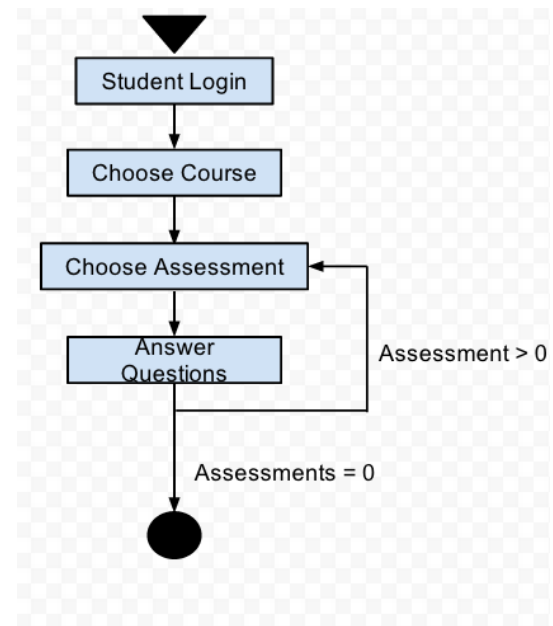 Student Login
Choose Course
Choose Assessment
Answer
Questions
Assessment > 0
Assessments = 0